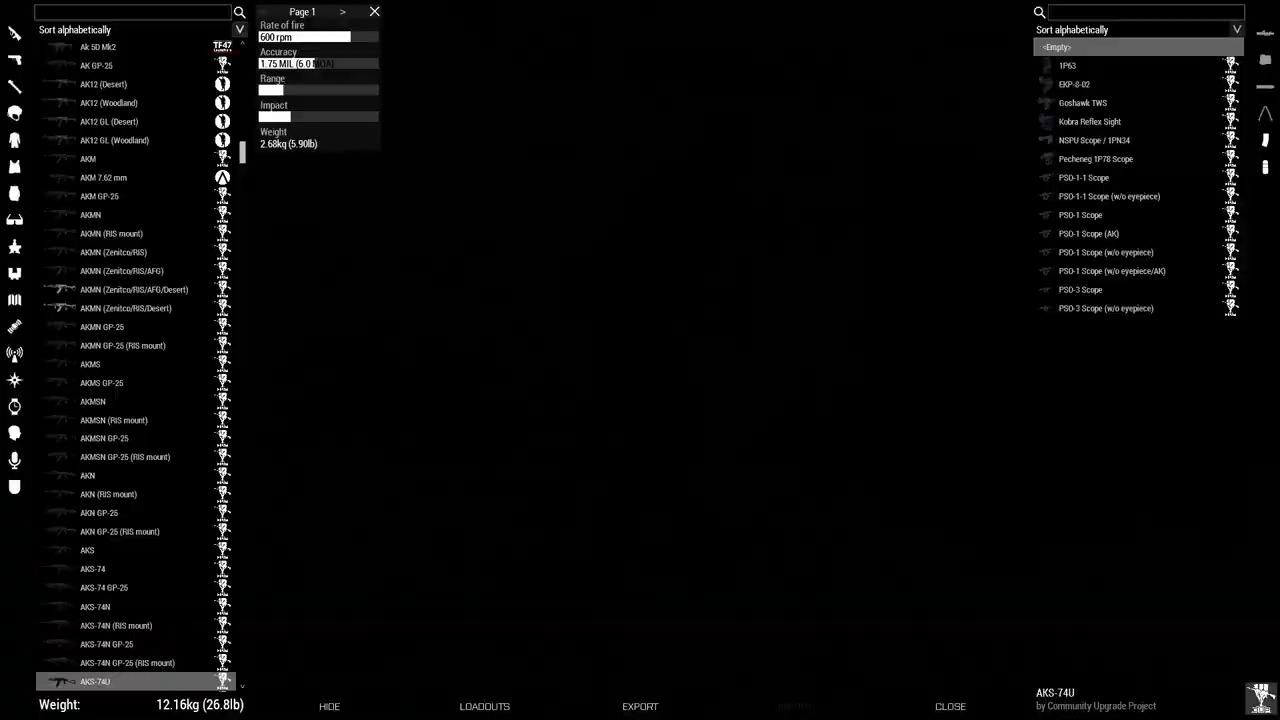 Sort alphabetically
Ak 5D Mk2
TF47
AK GP-25
AK12 (Desert)
AK12 (Woodland)
AK12 GL (Desert)
AK12 GL (Woodland)
AKM
AKM 7.62 mm
AKM GP-25
AKMN
AKMN (RIS mount)
AKMN (Zenitco/RIS)
AKMN (Zenitco/RIS/AFG)
AKMN (Zenitco/RIS/AFG/Desert)
AKMN (Zenitco/RIS/Desert)
AKMN GP-25
AKMN GP-25 (RIS mount)
AKMS
AKMS GP-25
AKMSN
AKMSN (RIS mount)
AKMSN GP-25
AKMSN GP-25 (RIS mount)
AKN
AKN (RIS mount)
AKN GP-25
AKN GP-25 (RIS mount)
AKS
AKS-74
AKS-74 GP-25
AKS-74N
AKS-74N (RIS mount)
AKS-74N GP-25
AKS-74N GP-25 (RIS mount)
AKS-74U
Weight: 12.16kg (26.8lb)
Page 1 >
Rate of fire
600 rpm
Accuracy
1.75 MIL (6.0 MOA)
Range
Impact
Weight
2.68kg (5.90lb)
HIDE
LOADOUTS
EXPORT
CLOSE
Sort alphabetically
<Empty>
1P63
EKP-8-02
Goshawk TWS
Kobra Reflex Sight
NSPU Scope / 1PN34
Pecheneg 1P78 Scope
PSO-1-1 Scope
PSO-1-1 Scope (w/o eyepiece)
PSO-1 Scope
PSO-1 Scope (AK)
PSO-1 Scope (w/o eyepiece)
PSO-1 Scope (w/o eyepiece/AK)
PSO-3 Scope
PSO-3 Scope (w/o eyepiece)
AKS-74U
by Community Upgrade Project